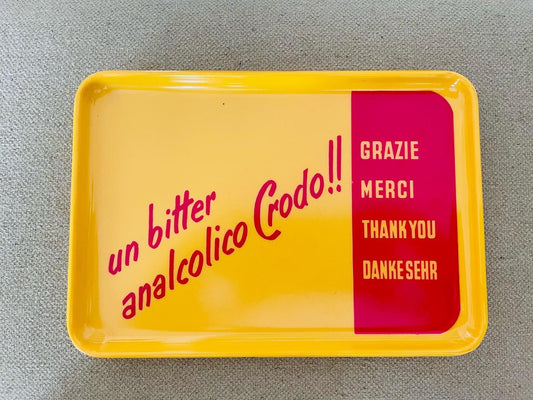 un bitter
analcolico Crodo!!
GRAZIE
MERCI
THANK YOU
DANKE SEHR